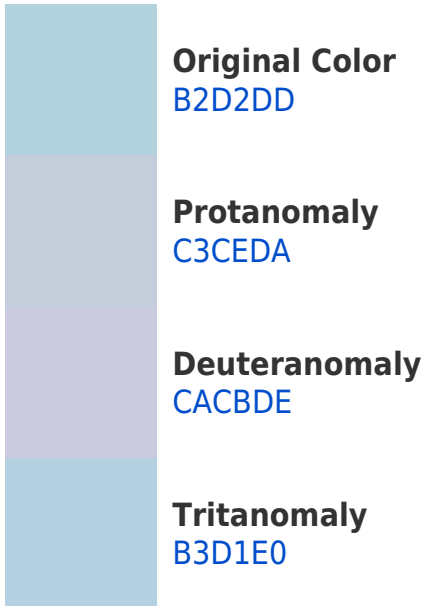 Original Color
B2D2DD
Protanomaly
C3CEDA
Deuteranomaly
CACBDE
Tritanomaly
B3D1E0